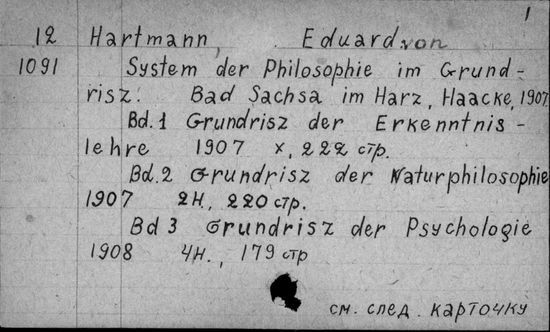 1
12 Hartmann, Eduard von
1091 System der Philosophie im Grund-
risz. Bad Sachsa im Harz, Haacke, 1907.
Bd. 1 Grundrisz der Erkenntnis-
lehre 1907 x, 222 стр.
Bd. 2 Grundrisz der Naturphilosophie
1907 2н., 220 стр.
Bd 3 Grundrisz der Psychologie
1908 4н., 179 стр
см. след. карточку